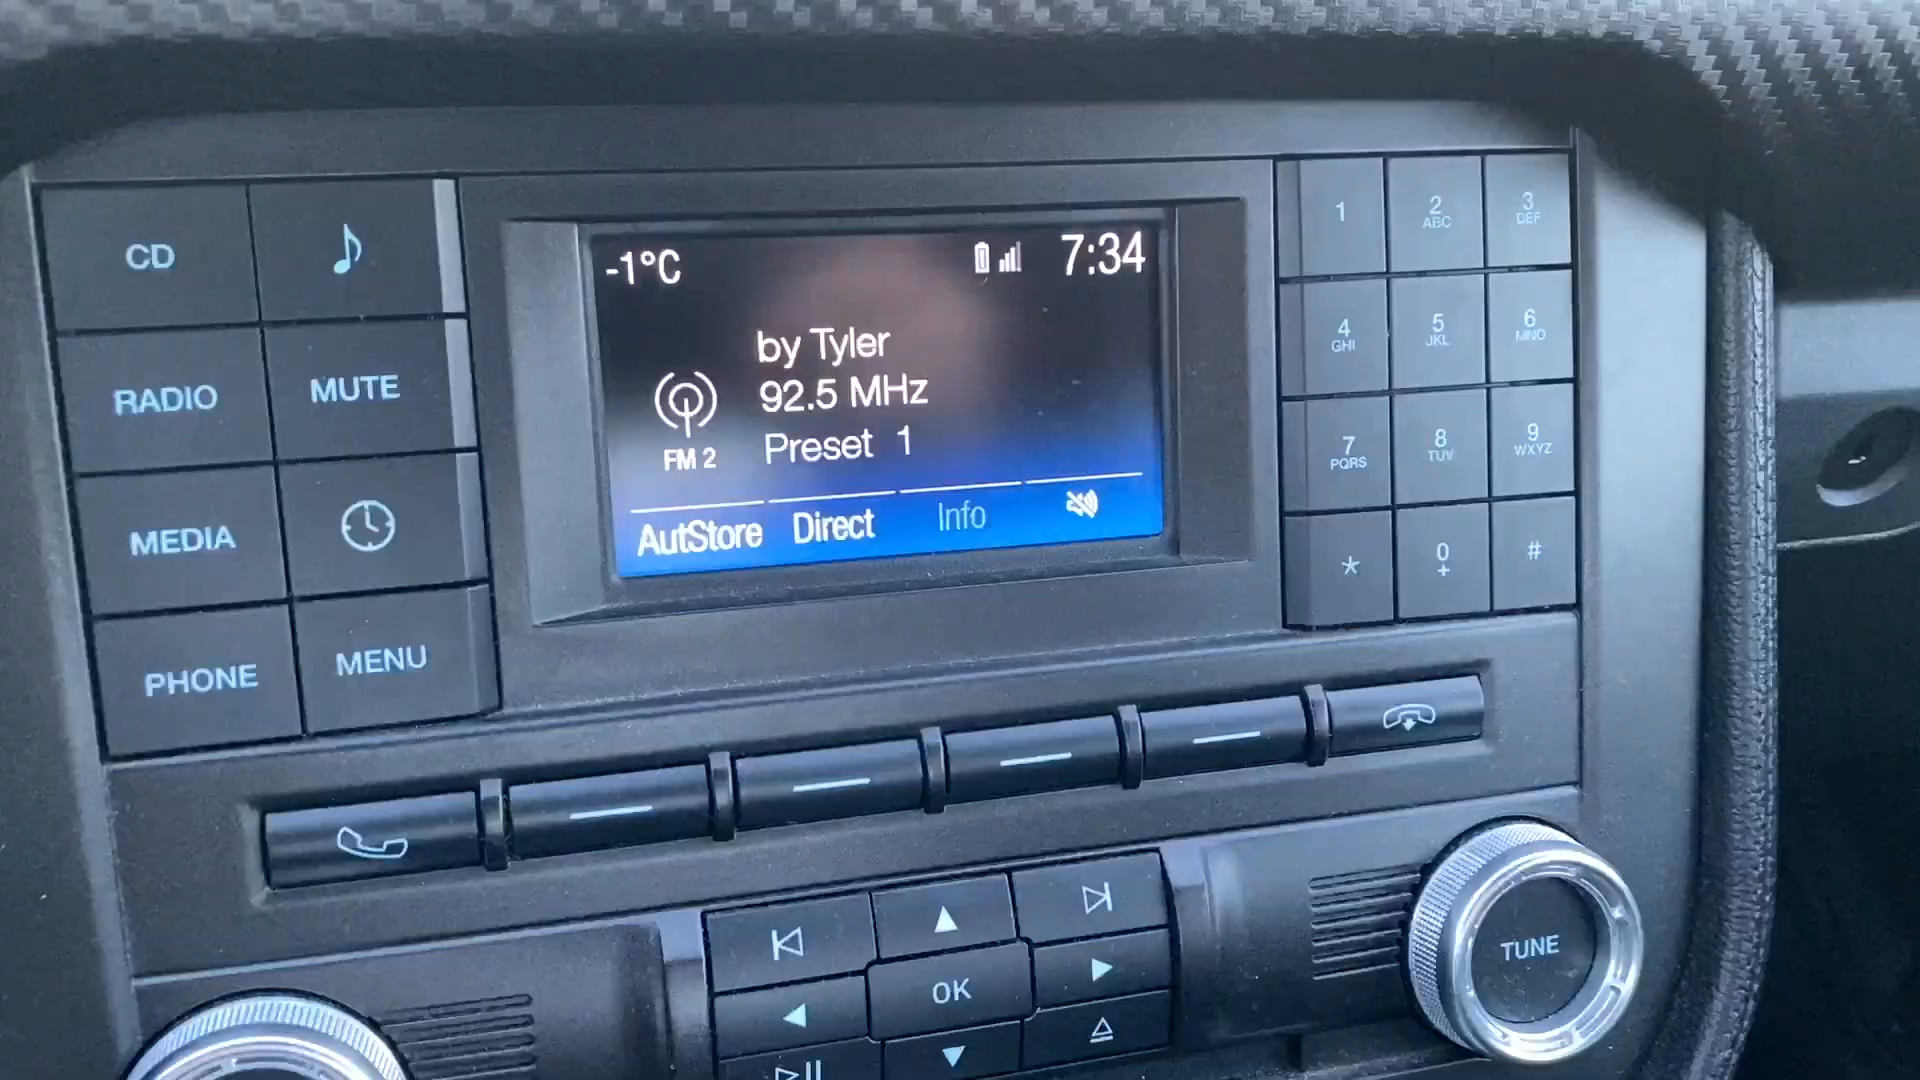 CD
RADIO
MUTE
MEDIA
PHONE
MENU
-1°C
7:34
by Tyler
92.5 MHz
Preset 1
FM 2
AutStore Direct Info
1
2 ABC
3 DEF
4 GHI
5 JKL
6 MNO
7 PQRS
8 TUV
9 WXYZ
*
0 +
#
OK
TUNE